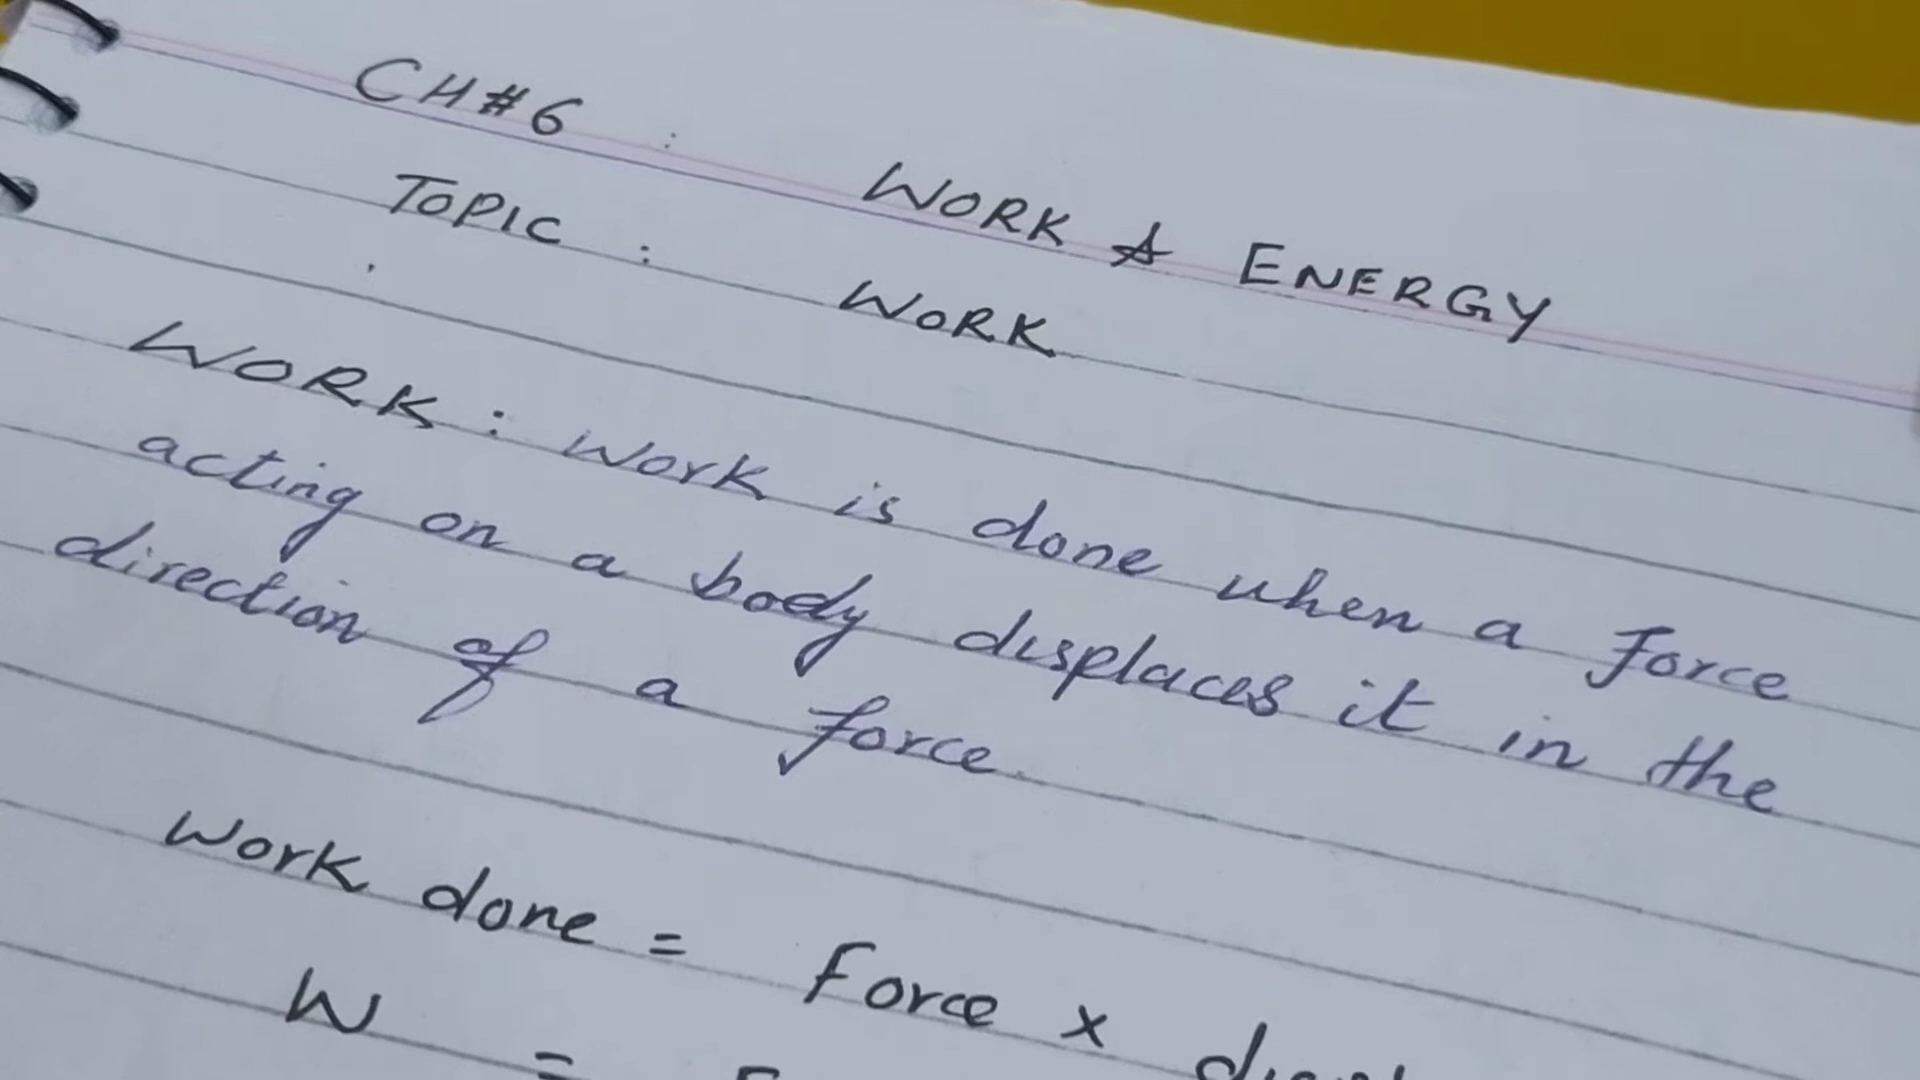 CH#6 : WORK & ENERGY
TOPIC : WORK
WORK : Work is done when a force
acting on a body displaces it in the
direction of a force.
Work done = Force ×
W =